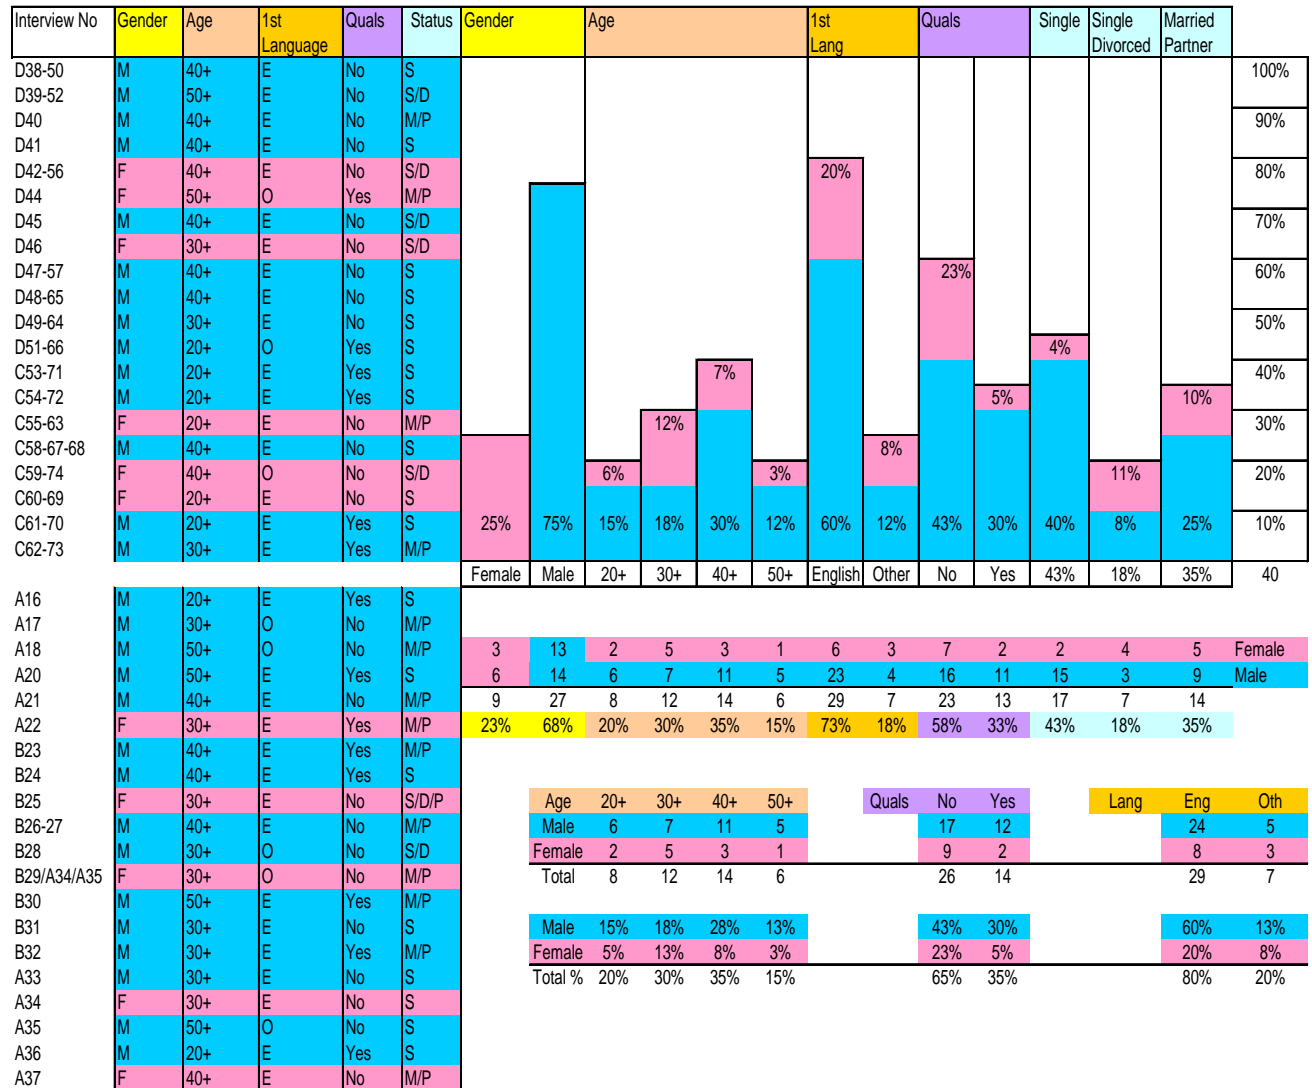 Interview No Gender Age 1st Quals Status Gender Age 1st Quals Single Single Married
Language Lang Divorced Partner
D38-50 M 40+ E No S 100%
D39-52 M 50+ E No S/D
D40 M 40+ E No M/P 90%
D41 M 40+ E No S
D42-56 F 40+ E No S/D 20% 80%
D44 F 50+ O Yes M/P
D45 M 40+ E No S/D 70%
D46 F 30+ E No S/D
D47-57 M 40+ E No S 23% 60%
D48-65 M 40+ E No S
D49-64 M 30+ E No S 50%
D51-66 M 20+ O Yes S 4%
C53-71 M 20+ E Yes S 7% 40%
C54-72 M 20+ E Yes S 5% 10%
C55-63 F 20+ E No M/P 12% 30%
C58-67-68 M 40+ E No S 8%
C59-74 F 40+ O No S/D 6% 3% 11% 20%
C60-69 F 20+ E No S
C61-70 M 20+ E Yes S 25% 75% 15% 18% 30% 12% 60% 12% 43% 30% 40% 8% 25% 10%
C62-73 M 30+ E Yes M/P
Female Male 20+ 30+ 40+ 50+ English Other No Yes 43% 18% 35% 40
A16 M 20+ E Yes S
A17 M 30+ O No M/P
A18 M 50+ O No M/P 3 13 2 5 3 1 6 3 7 2 2 4 5 Female
A20 M 50+ E Yes S 6 14 6 7 11 5 23 4 16 11 15 3 9 Male
A21 M 40+ E No M/P 9 27 8 12 14 6 29 7 23 13 17 7 14
A22 F 30+ E Yes M/P 23% 68% 20% 30% 35% 15% 73% 18% 58% 33% 43% 18% 35%
B23 M 40+ E Yes M/P
B24 M 40+ E Yes S
B25 F 30+ E No S/D/P Age 20+ 30+ 40+ 50+ Quals No Yes Lang Eng Oth
B26-27 M 40+ E No M/P Male 6 7 11 5 17 12 24 5
B28 M 30+ O No S/D Female 2 5 3 1 9 2 8 3
B29/A34/A35 F 30+ O No M/P Total 8 12 14 6 26 14 29 7
B30 M 50+ E Yes M/P
B31 M 30+ E No S Male 15% 18% 28% 13% 43% 30% 60% 13%
B32 M 30+ E Yes M/P Female 5% 13% 8% 3% 23% 5% 20% 8%
A33 M 30+ E No S Total % 20% 30% 35% 15% 65% 35% 80% 20%
A34 F 30+ E No S
A35 M 50+ O No S
A36 M 20+ E Yes S
A37 F 40+ E No M/P